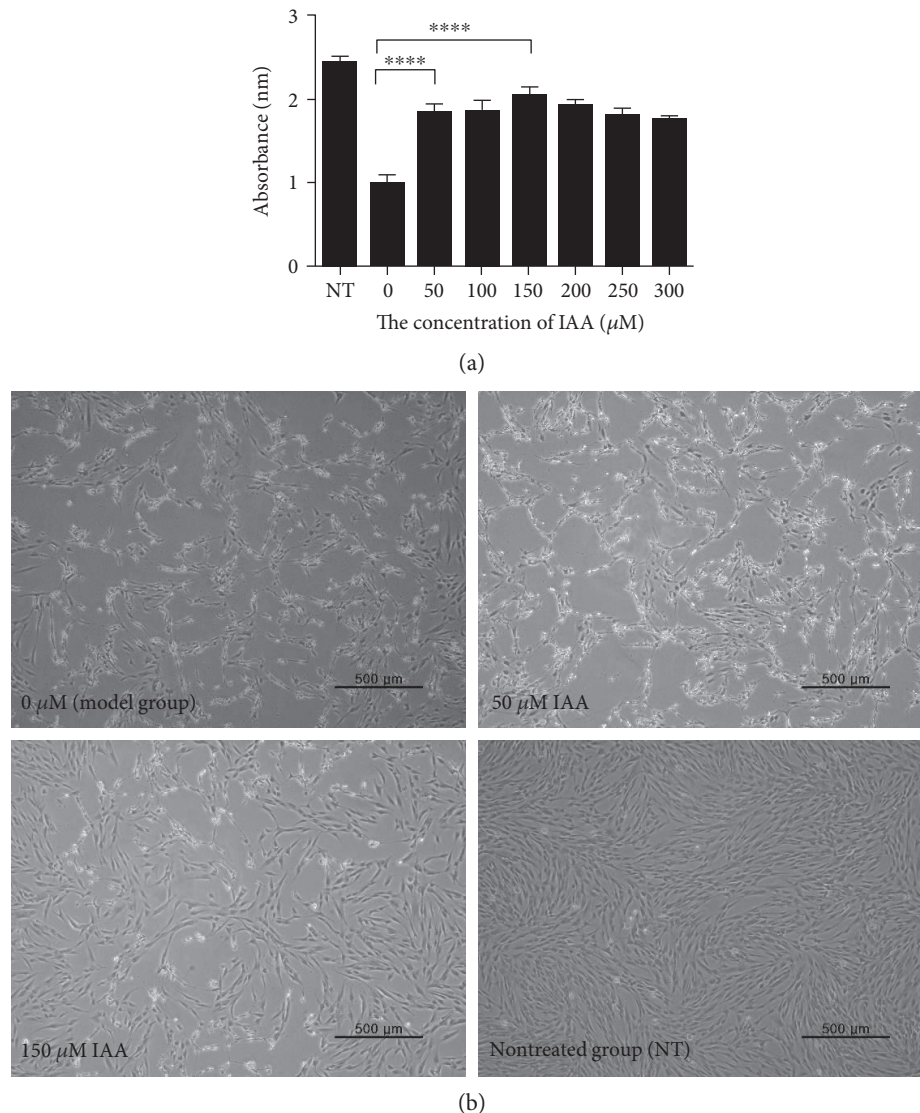 3
2
1
0
Absorbance (nm)
****
****
NT 0 50 100 150 200 250 300
The concentration of IAA (μM)
(a)
500 μm
0 μM (model group)
500 μm
50 μM IAA
500 μm
150 μM IAA
500 μm
Nontreated group (NT)
(b)